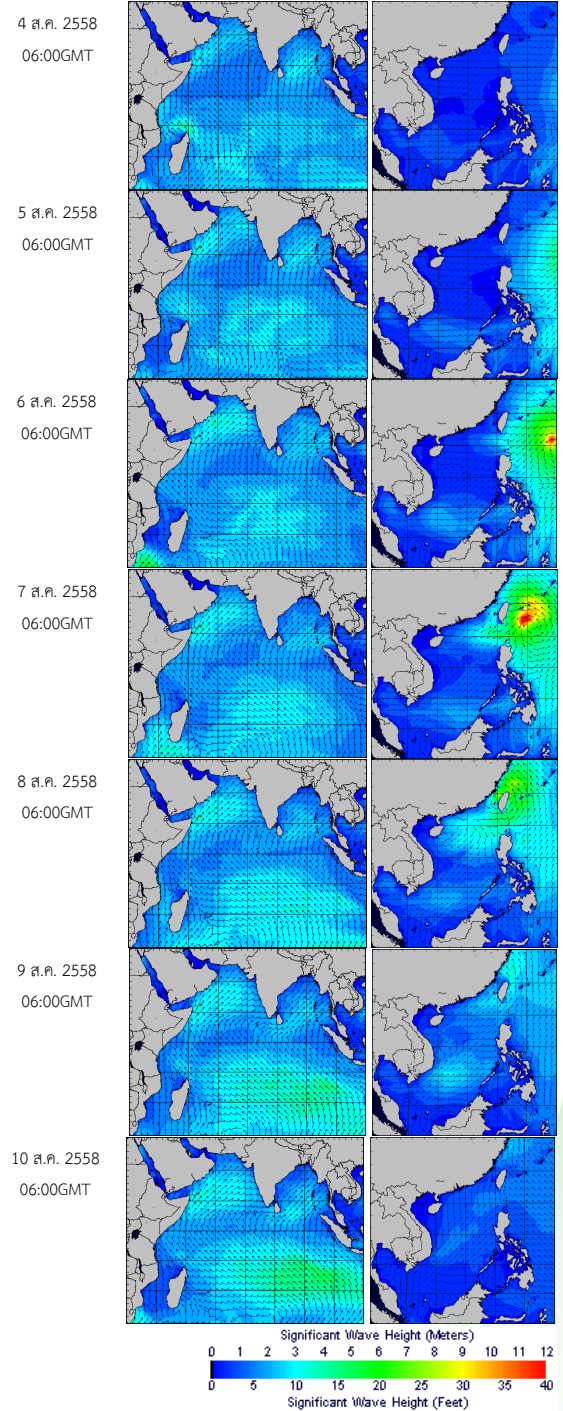 4 ส.ค. 2558
06:00GMT
5 ส.ค. 2558
06:00GMT
6 ส.ค. 2558
06:00GMT
7 ส.ค. 2558
06:00GMT
8 ส.ค. 2558
06:00GMT
9 ส.ค. 2558
06:00GMT
10 ส.ค. 2558
06:00GMT
Significant Wave Height (Meters)
0 1 2 3 4 5 6 7 8 9 10 11 12
0 5 10 15 20 25 30 35 40
Significant Wave Height (Feet)